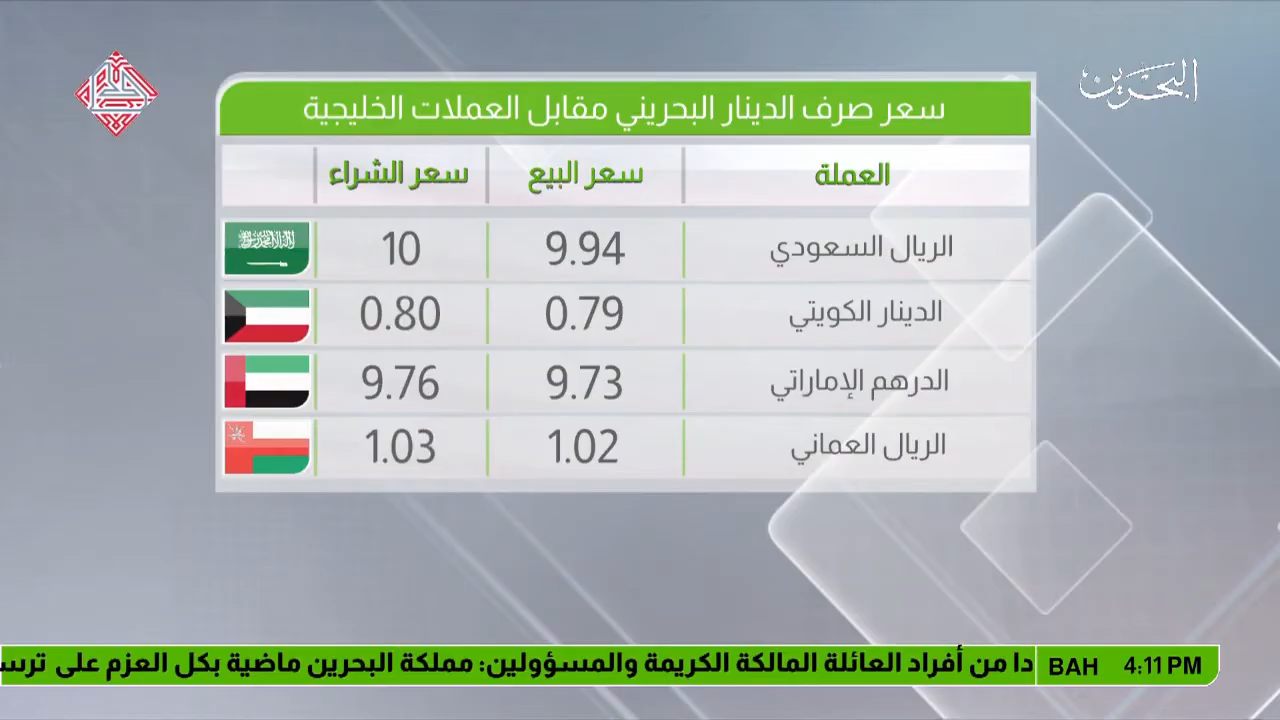 البحرين
سعر صرف الدينار البحريني مقابل العملات الخليجية
العملة سعر البيع سعر الشراء
الريال السعودي 9.94 10
الدينار الكويتي 0.79 0.80
الدرهم الإماراتي 9.73 9.76
الريال العماني 1.02 1.03
BAH 4:11 PM
دا من أفراد العائلة المالكة الكريمة والمسؤولين: مملكة البحرين ماضية بكل العزم على ترس